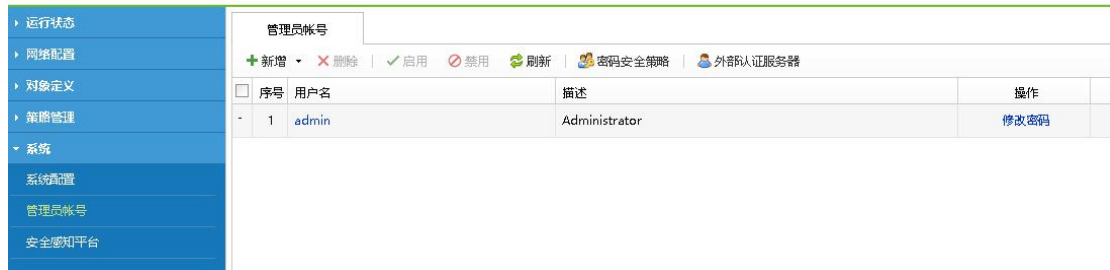 运行状态
网络配置
对象定义
策略管理
系统
系统配置
管理员帐号
安全感知平台
管理员帐号
新增 删除 启用 禁用 刷新 密码安全策略 外部认证服务器
序号 用户名 描述 操作
- 1 admin Administrator 修改密码